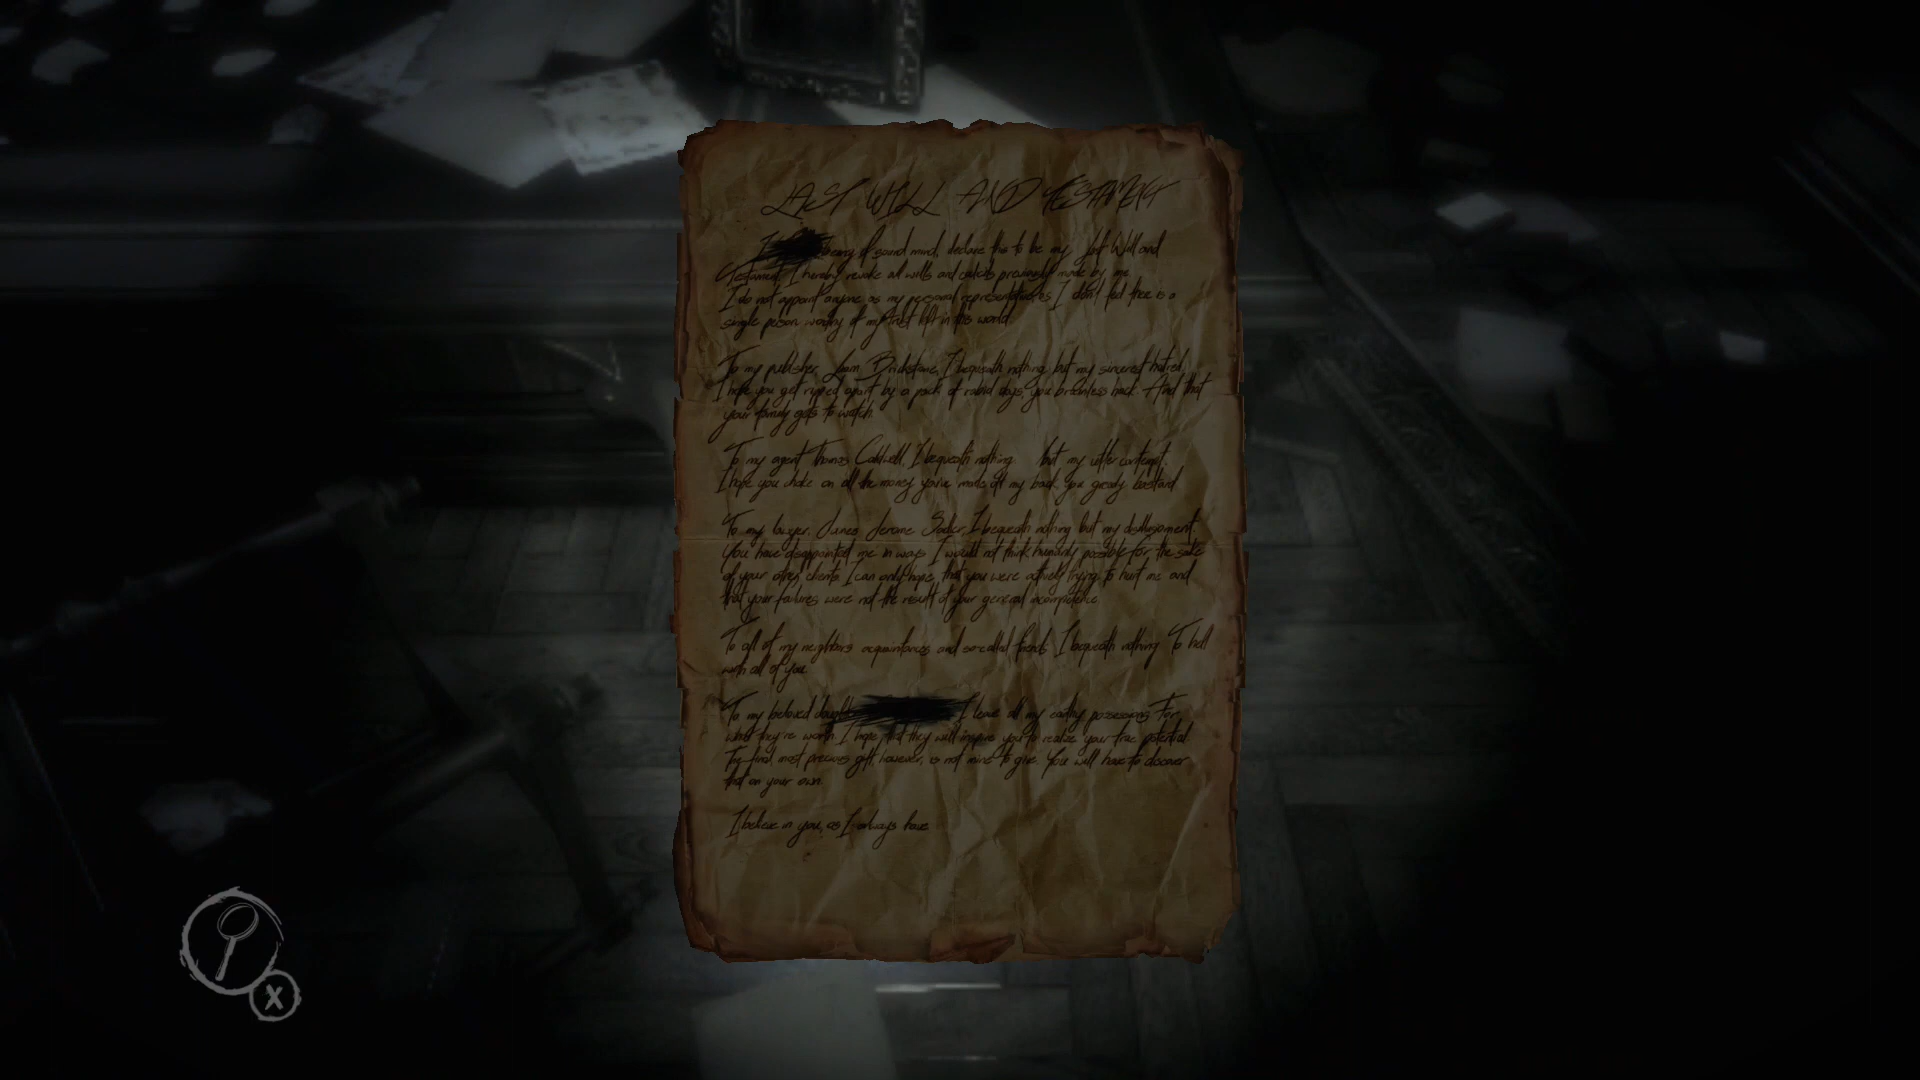 LAST WILL AND TESTAMENT
I being of sound mind, declare this to be my Last Will and
Testament. I hereby revoke all wills and codicils previously made by me.
I do not appoint anyone as my personal representatives, I don't feel there is a
single person worthy of my trust left in this world.
To my publisher, Liam Brickstone, I bequeath nothing but my sincerest hatred.
I hope you get ripped apart by a pack of rabid dogs, you brainless hack. And that
your family gets to watch.
To my agent Thomas Caldwell, I bequeath nothing but my utter contempt.
I hope you choke on all the money you've made off my back you greedy bastard.
To my lawyer, James Jerome I bequeath nothing but my disillusionment.
You have disappointed me in ways I would not think humanly possible for the sake
of your other clients I can only hope that you were actively trying to hurt me and
that your failures were not the result of your general incompetence.
To all of my neighbors acquaintances and so-called friends I bequeath nothing To hell
with all of you
To my beloved I leave all my earthly possessions For
what they're worth I hope that they will inspire you to realize your true potential
The final, most precious gift, however, is not mine to give. You will have to discover
that on your own.
I believe in you, as I always have
X